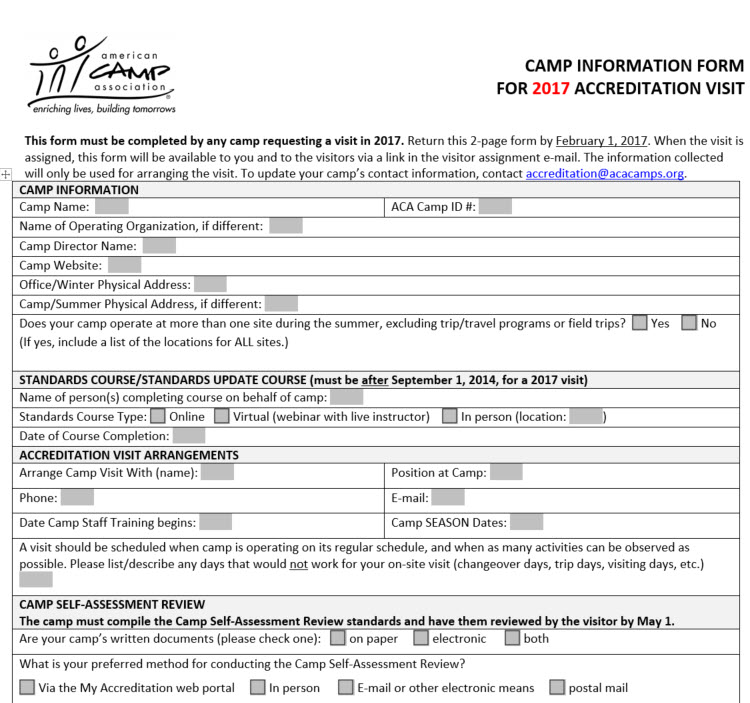 american
CAMP
association®
enriching lives, building tomorrows
CAMP INFORMATION FORM
FOR 2017 ACCREDITATION VISIT
This form must be completed by any camp requesting a visit in 2017. Return this 2-page form by February 1, 2017. When the visit is
assigned, this form will be available to you and to the visitors via a link in the visitor assignment e-mail. The information collected
will only be used for arranging the visit. To update your camp's contact information, contact accreditation@acacamps.org.
CAMP INFORMATION
Camp Name: ACA Camp ID #:
Name of Operating Organization, if different:
Camp Director Name:
Camp Website:
Office/Winter Physical Address:
Camp/Summer Physical Address, if different:
Does your camp operate at more than one site during the summer, excluding trip/travel programs or field trips? Yes No
(If yes, include a list of the locations for ALL sites.)
STANDARDS COURSE/STANDARDS UPDATE COURSE (must be after September 1, 2014, for a 2017 visit)
Name of person(s) completing course on behalf of camp:
Standards Course Type: Online Virtual (webinar with live instructor) In person (location: )
Date of Course Completion:
ACCREDITATION VISIT ARRANGEMENTS
Arrange Camp Visit With (name): Position at Camp:
Phone: E-mail:
Date Camp Staff Training begins: Camp SEASON Dates:
A visit should be scheduled when camp is operating on its regular schedule, and when as many activities can be observed as
possible. Please list/describe any days that would not work for your on-site visit (changeover days, trip days, visiting days, etc.)
CAMP SELF-ASSESSMENT REVIEW
The camp must compile the Camp Self-Assessment Review standards and have them reviewed by the visitor by May 1.
Are your camp's written documents (please check one): on paper electronic both
What is your preferred method for conducting the Camp Self-Assessment Review?
Via the My Accreditation web portal In person E-mail or other electronic means postal mail